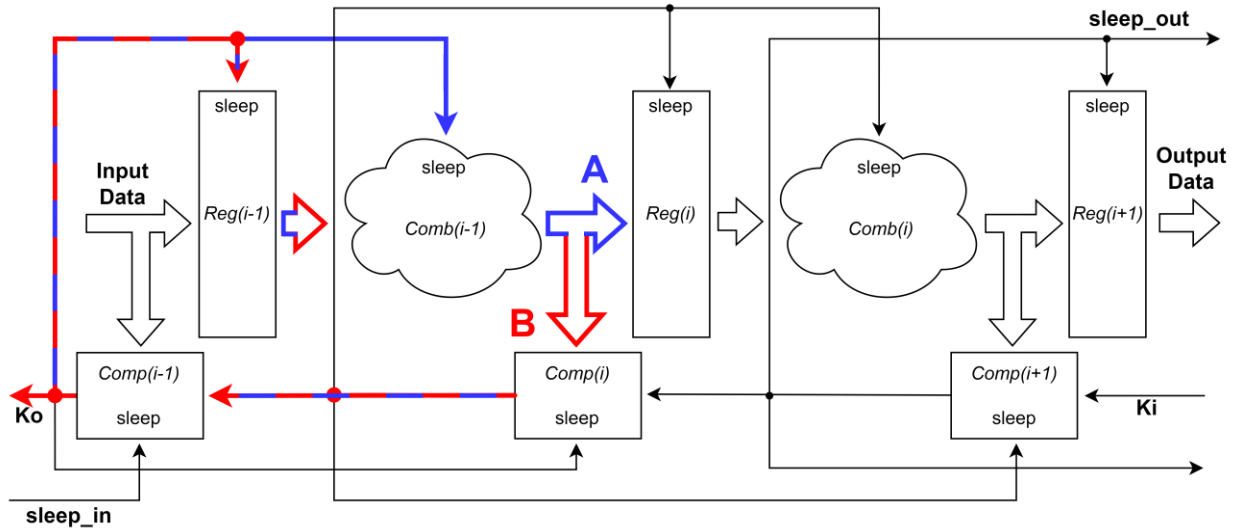 sleep_out
sleep
sleep
sleep
sleep
sleep
Input
Data
A
Output
Data
Reg(i-1)
Comb(i-1)
Reg(i)
Comb(i)
Reg(i+1)
B
Comp(i-1)
Comp(i)
Comp(i+1)
Ko
sleep
sleep
sleep
Ki
sleep_in